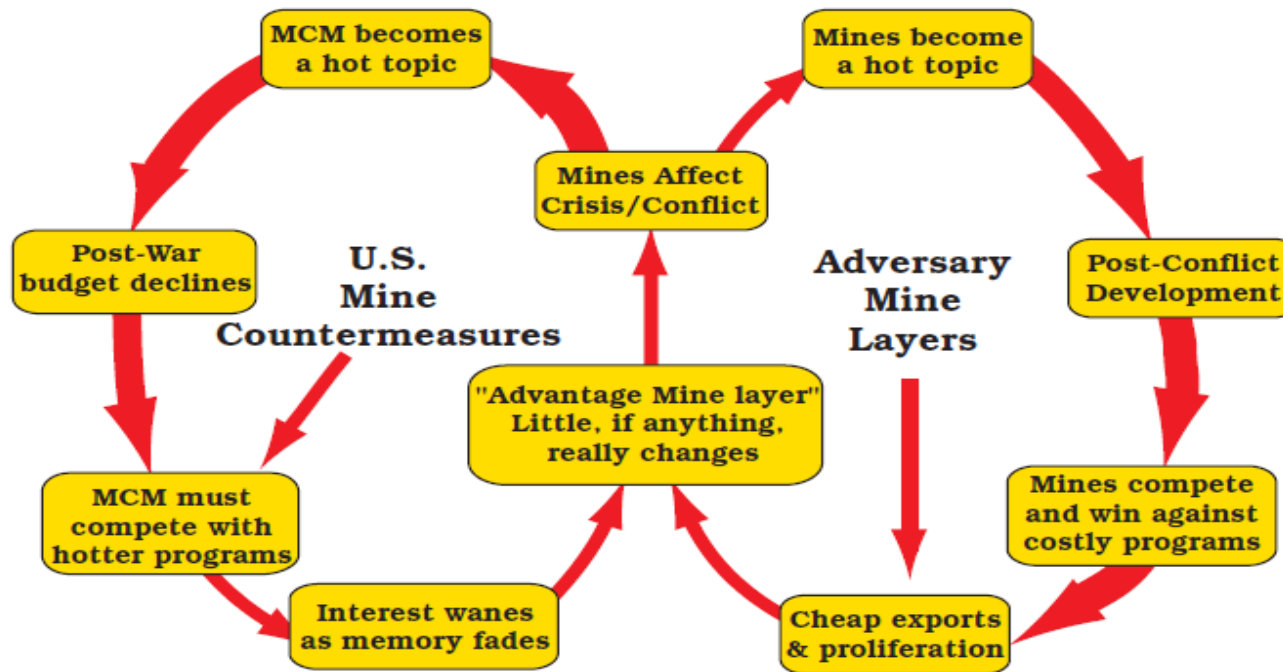 MCM becomes
a hot topic
Mines become
a hot topic
Mines Affect
Crisis/Conflict
Post-War
budget declines
U.S.
Mine
Countermeasures
Adversary
Mine
Layers
Post-Conflict
Development
"Advantage Mine layer"
Little, if anything,
really changes
MCM must
compete with
hotter programs
Mines compete
and win against
costly programs
Interest wanes
as memory fades
Cheap exports
& proliferation